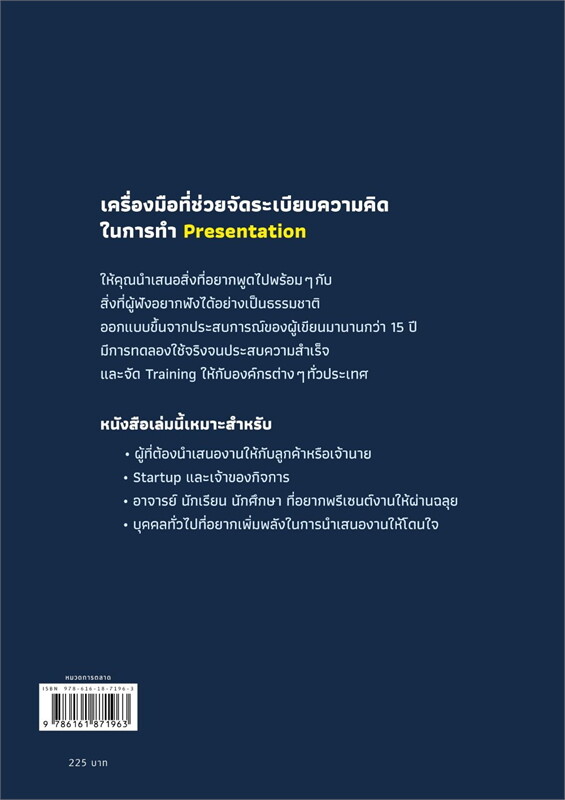 เครื่องมือที่ช่วยจัดระเบียบความคิด
ในการทำ Presentation
ให้คุณนำเสนอสิ่งที่อยากพูดไปพร้อมๆกับ
สิ่งที่ผู้ฟังอยากฟังได้อย่างเป็นธรรมชาติ
ออกแบบขึ้นจากประสบการณ์ของผู้เขียนมานานกว่า 15 ปี
มีการทดลองใช้จริงจนประสบความสำเร็จ
และจัด Training ให้กับองค์กรต่างๆทั่วประเทศ
หนังสือเล่มนี้เหมาะสำหรับ
• ผู้ที่ต้องนำเสนองานให้กับลูกค้าหรือเจ้านาย
• Startup และเจ้าของกิจการ
• อาจารย์ นักเรียน นักศึกษา ที่อยากพรีเซนต์งานให้ผ่านฉลุย
• บุคคลทั่วไปที่อยากเพิ่มพลังในการนำเสนองานให้โดนใจ
หมวดการตลาด
ISBN 978-616-18-7196-3
9 786161 871963
225 บาท